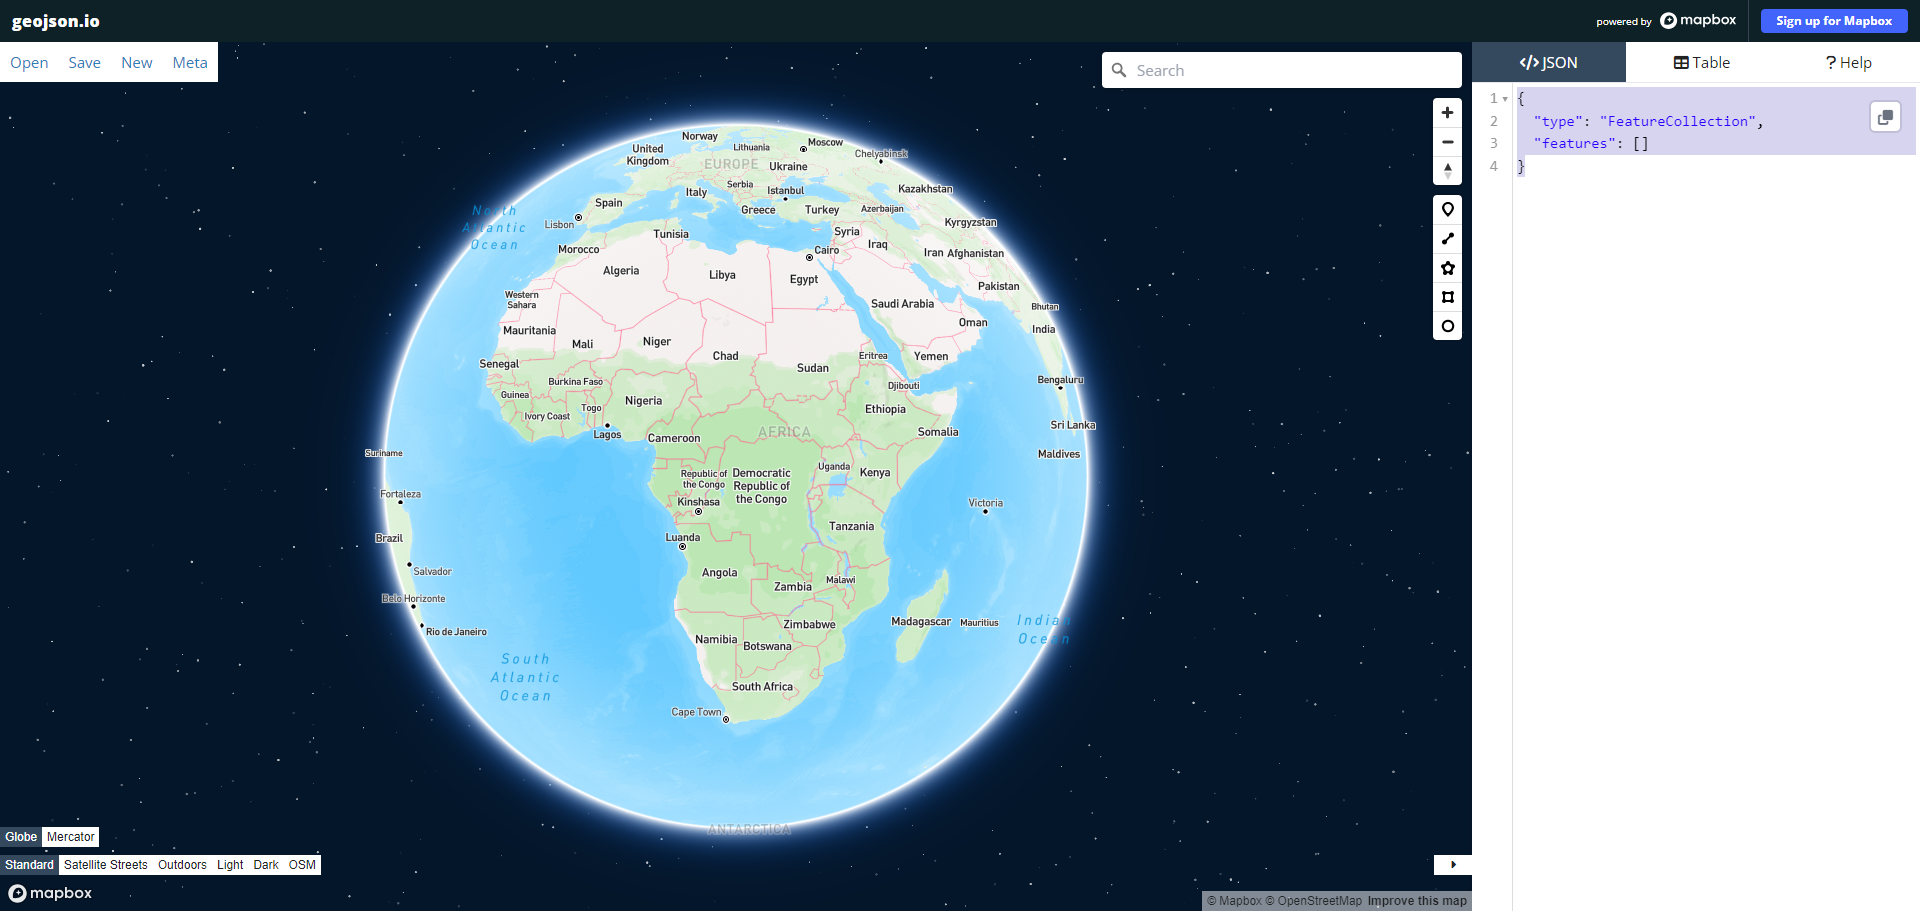 geojson.io
powered by mapbox
Sign up for Mapbox
Open Save New Meta
Search
JSON
Table
? Help
1 {
2 "type": "FeatureCollection",
3 "features": []
4 }
Norway
Lithuania
Moscow
United
Kingdom
Chelyabinsk
EUROPE
Ukraine
Italy
Serbia
Istanbul
Kazakhstan
Spain
Greece
Turkey
Azerbaijan
North
Atlantic
Ocean
Lisbon
Kyrgyzstan
Tunisia
Syria
Morocco
Cairo
Iraq
Iran
Afghanistan
Algeria
Libya
Egypt
Pakistan
Western
Sahara
Saudi Arabia
Bhutan
Mauritania
Oman
India
Mali
Niger
Chad
Eritrea
Yemen
Senegal
Sudan
Burkina Faso
Djibouti
Bengaluru
Guinea
Togo
Nigeria
Ethiopia
Ivory Coast
Lagos
Cameroon
AFRICA
Somalia
Sri Lanka
Suriname
Maldives
Uganda
Kenya
Republic of
the Congo
Democratic
Republic of
the Congo
Fortaleza
Kinshasa
Victoria
Tanzania
Brazil
Luanda
Salvador
Angola
Zambia
Malawi
Belo Horizonte
Rio de Janeiro
Zimbabwe
Madagascar
Mauritius
Indian
Ocean
Namibia
Botswana
South
Atlantic
Ocean
South Africa
Cape Town
ANTARCTICA
Globe Mercator
Standard Satellite Streets Outdoors Light Dark OSM
mapbox
© Mapbox © OpenStreetMap Improve this map